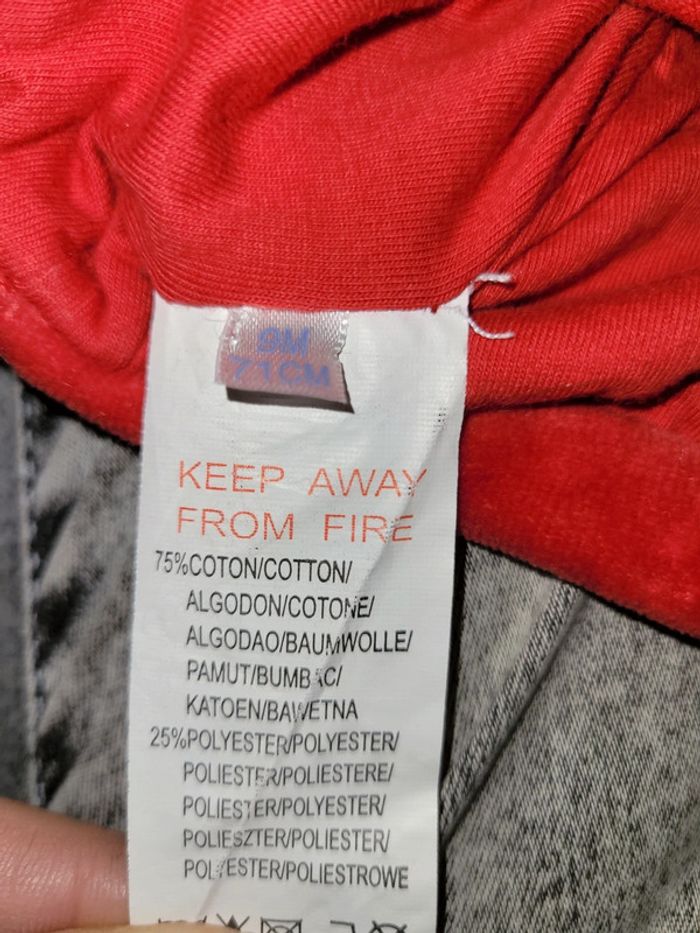 9M
71CM
KEEP AWAY
FROM FIRE
75%COTON/COTTON/
ALGODON/COTONE/
ALGODAO/BAUMWOLLE/
PAMUT/BUMBAC/
KATOEN/BAWETNA
25%POLYESTER/POLYESTER/
POLIESTER/POLIESTERE/
POLIESTER/POLYESTER/
POLIESZTER/POLIESTER/
POLYESTER/POLIESTROWE